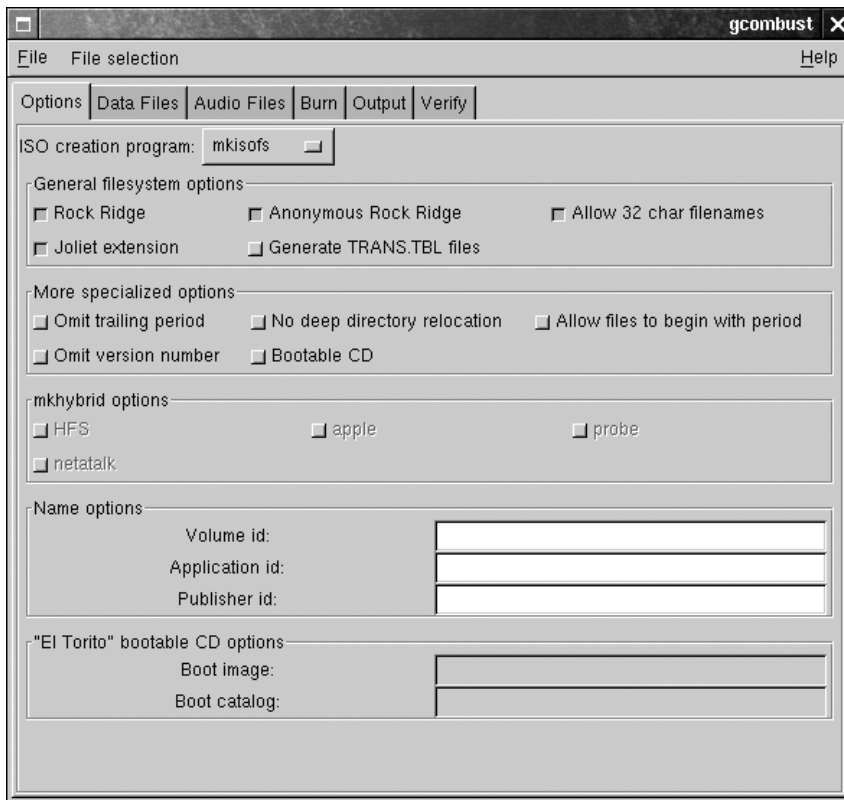 gcombust
File File selection Help
Options Data Files Audio Files Burn Output Verify
ISO creation program: mkisofs
General filesystem options
Rock Ridge Anonymous Rock Ridge Allow 32 char filenames
Joliet extension Generate TRANS.TBL files
More specialized options
Omit trailing period No deep directory relocation Allow files to begin with period
Omit version number Bootable CD
mkhybrid options
HFS apple probe
netatalk
Name options
Volume id:
Application id:
Publisher id:
"El Torito" bootable CD options
Boot image:
Boot catalog: